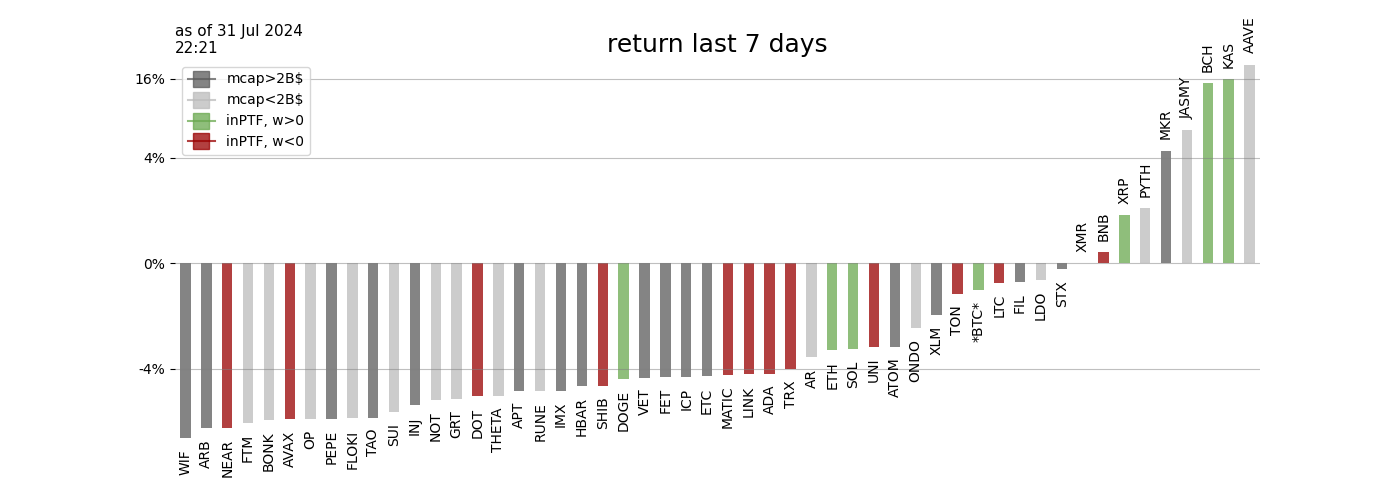 as of 31 Jul 2024
22:21
return last 7 days
mcap>2B$
mcap<2B$
inPTF, w>0
inPTF, w<0
16%
4%
0%
-4%
WIF
ARB
NEAR
FTM
BONK
AVAX
OP
PEPE
FLOKI
TAO
SUI
INJ
NOT
GRT
DOT
THETA
APT
RUNE
IMX
HBAR
SHIB
DOGE
VET
FET
ICP
ETC
MATIC
LINK
ADA
TRX
AR
ETH
SOL
UNI
ATOM
ONDO
XLM
TON
*BTC*
LTC
FIL
LDO
STX
XMR
BNB
XRP
PYTH
MKR
JASMY
BCH
KAS
AAVE